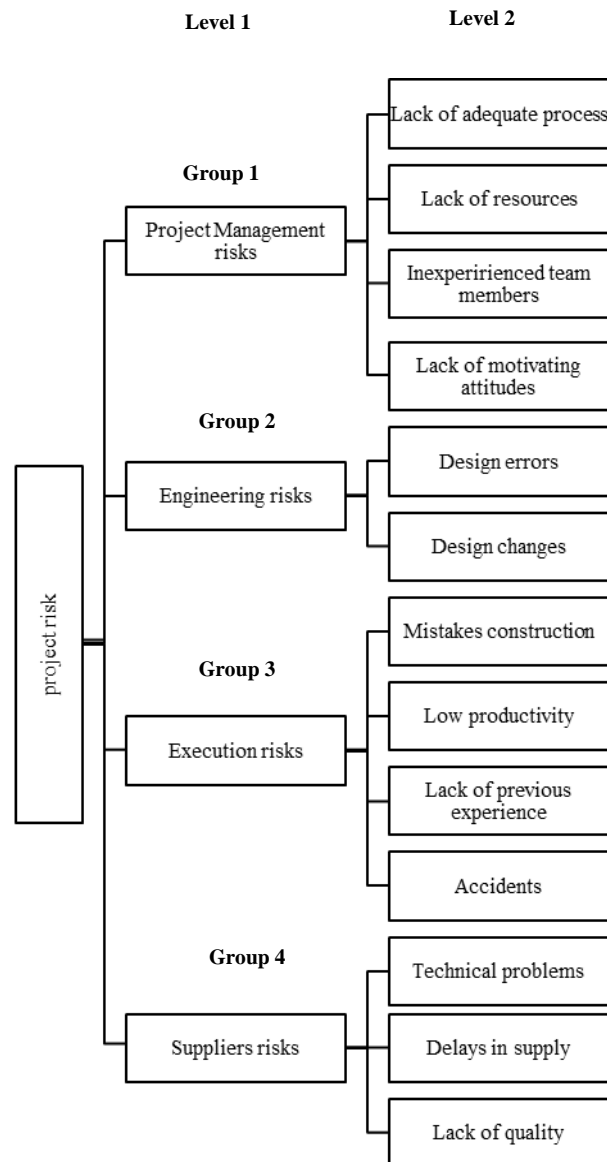 Level 1
Level 2
Lack of adequate process
Group 1
Lack of resources
Project Management
risks
Inexperirienced team
members
Lack of motivating
attitudes
Group 2
Design errors
Engineering risks
Design changes
project risk
Mistakes construction
Group 3
Low productivity
Execution risks
Lack of previous
experience
Accidents
Group 4
Technical problems
Suppliers risks
Delays in supply
Lack of quality